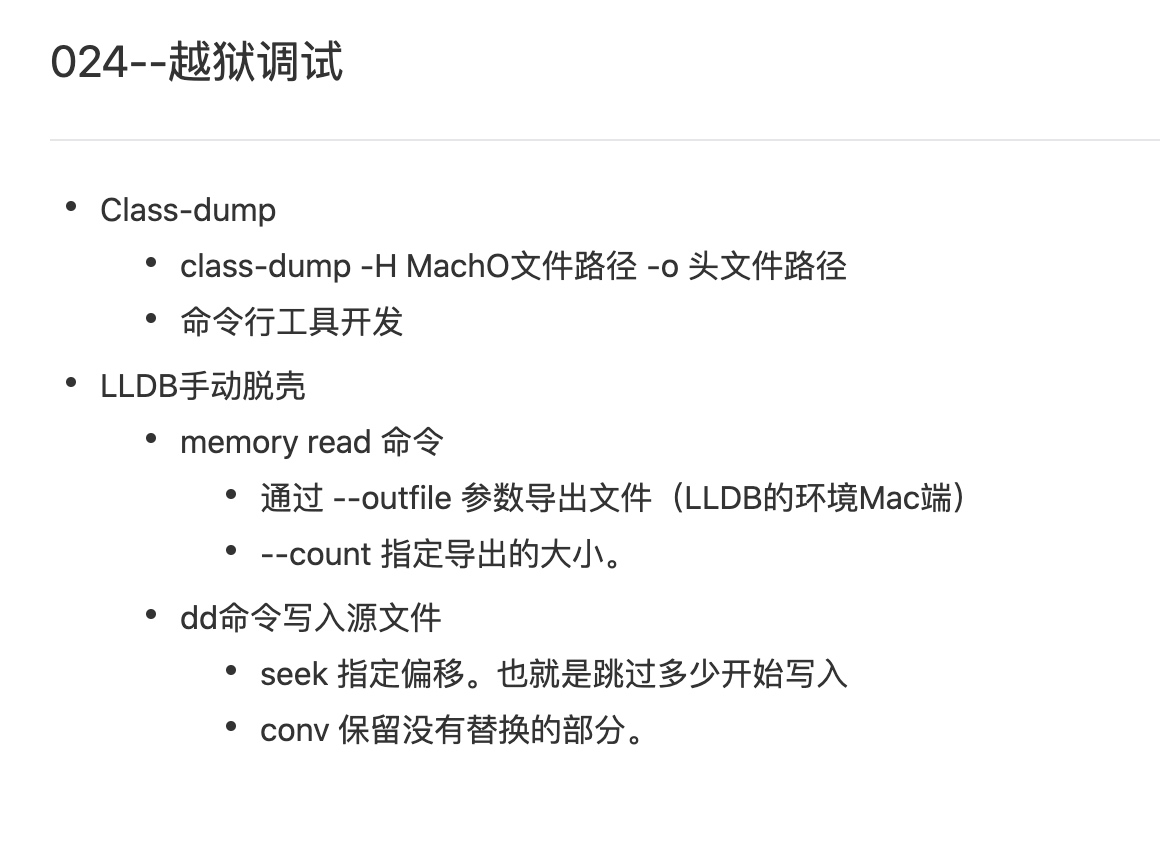 024--越狱调试
Class-dump
class-dump -H MachO文件路径 -o 头文件路径
命令行工具开发
LLDB手动脱壳
memory read 命令
通过 --outfile 参数导出文件（LLDB的环境Mac端）
--count 指定导出的大小。
dd命令写入源文件
seek 指定偏移。也就是跳过多少开始写入
conv 保留没有替换的部分。